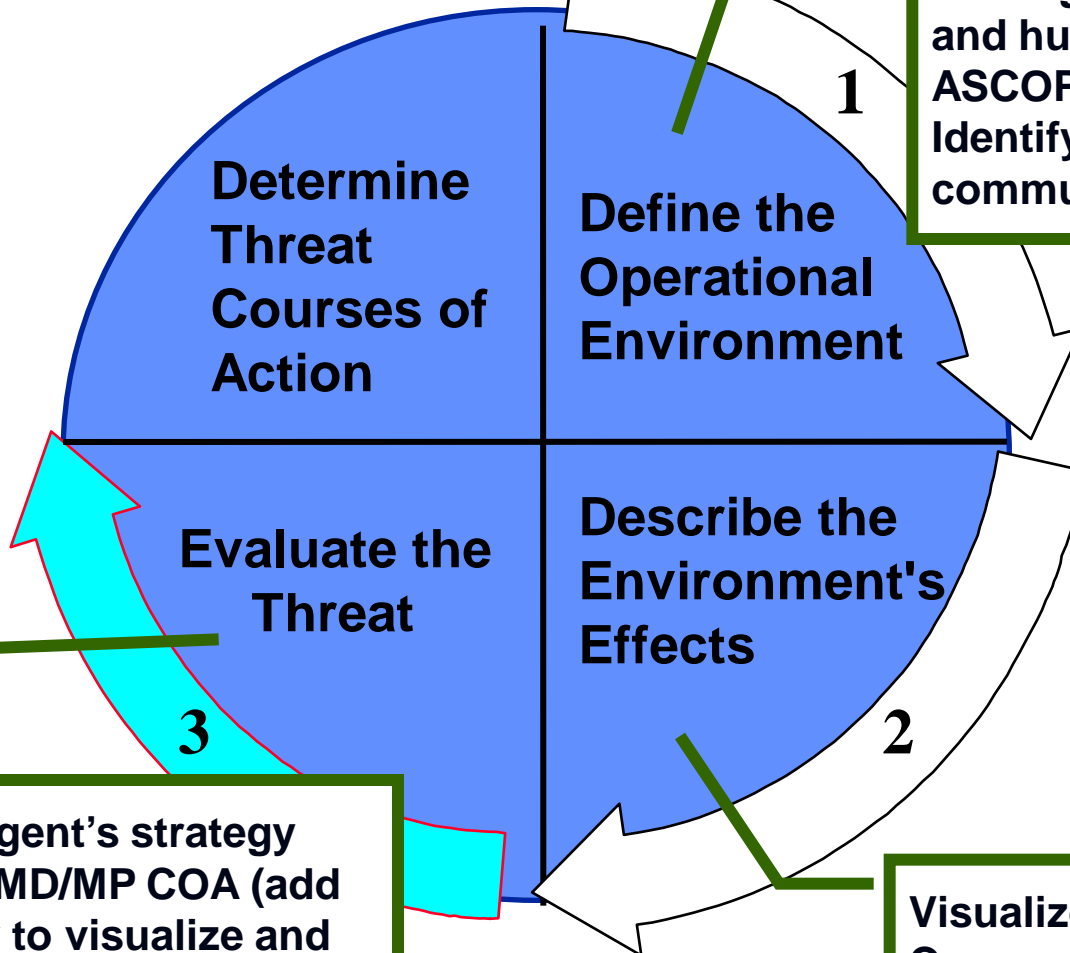 1
and hu
ASCOP
Identify
commu
Determine
Threat
Courses of
Action
Define the
Operational
Environment
Evaluate the
Threat
Describe the
Environment's
Effects
3
2
gent’s strategy
MD/MP COA (add
to visualize and
Visualize